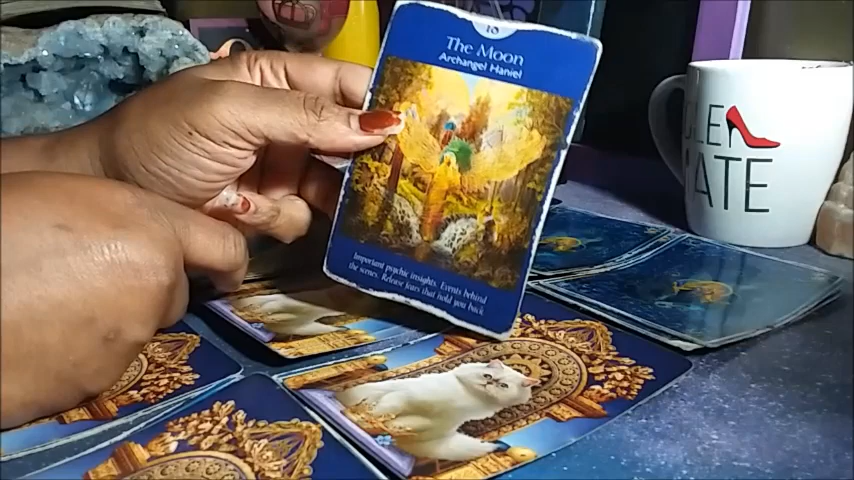 18
The Moon
Archangel Haniel
Important psychic insights. Events behind
the scenes. Release fears that hold you back.
LE
ATE